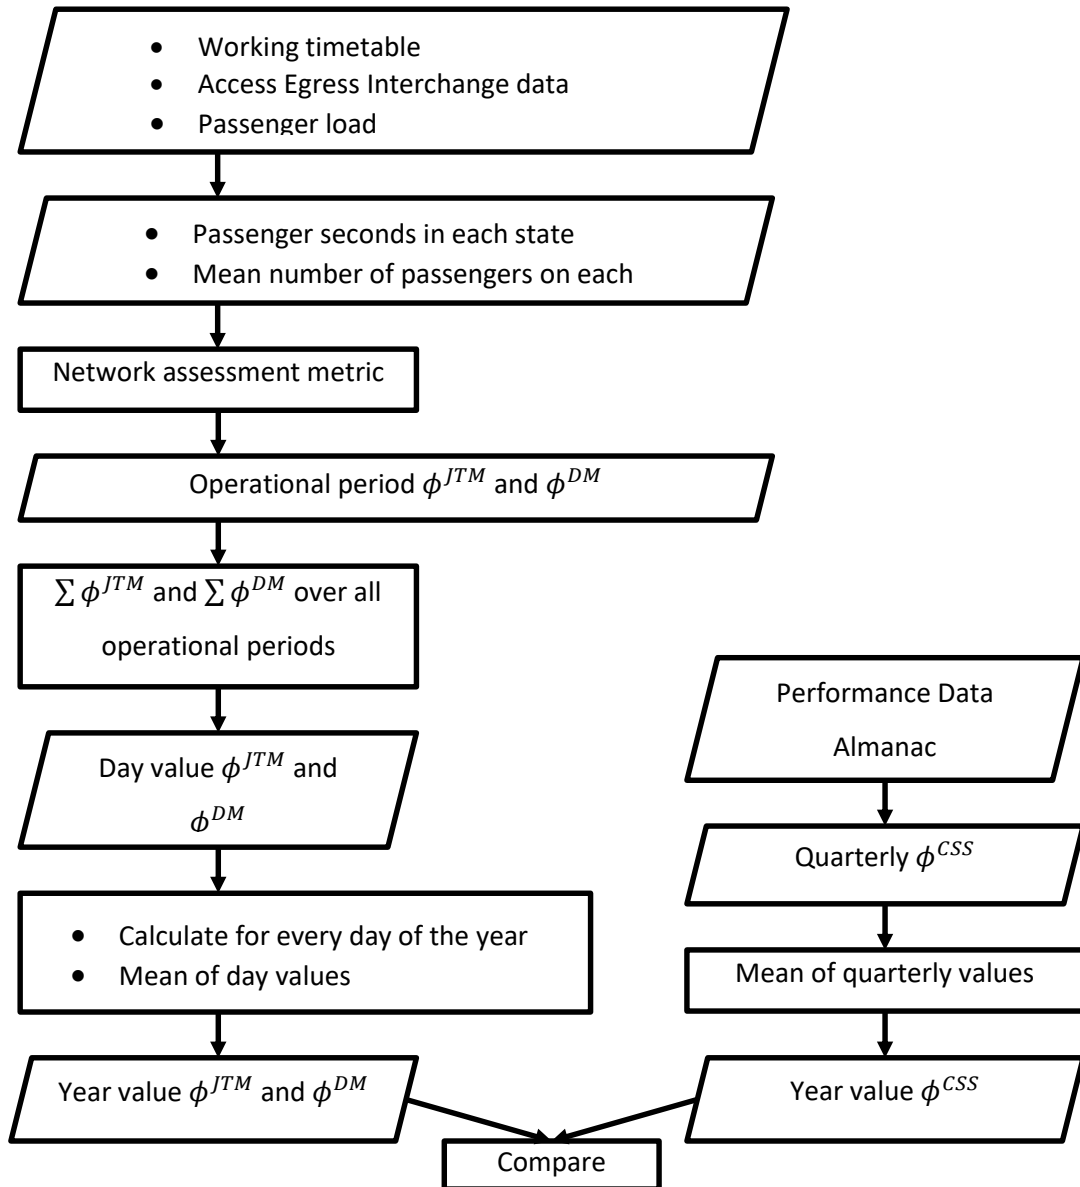 • Working timetable
• Access Egress Interchange data
• Passenger load
• Passenger seconds in each state
• Mean number of passengers on each
Network assessment metric
Operational period ϕ^{JTM} and ϕ^{DM}
∑ ϕ^{JTM} and ∑ ϕ^{DM} over all
operational periods
Day value ϕ^{JTM} and
ϕ^{DM}
• Calculate for every day of the year
• Mean of day values
Year value ϕ^{JTM} and ϕ^{DM}
Performance Data
Almanac
Quarterly ϕ^{CSS}
Mean of quarterly values
Year value ϕ^{CSS}
Compare